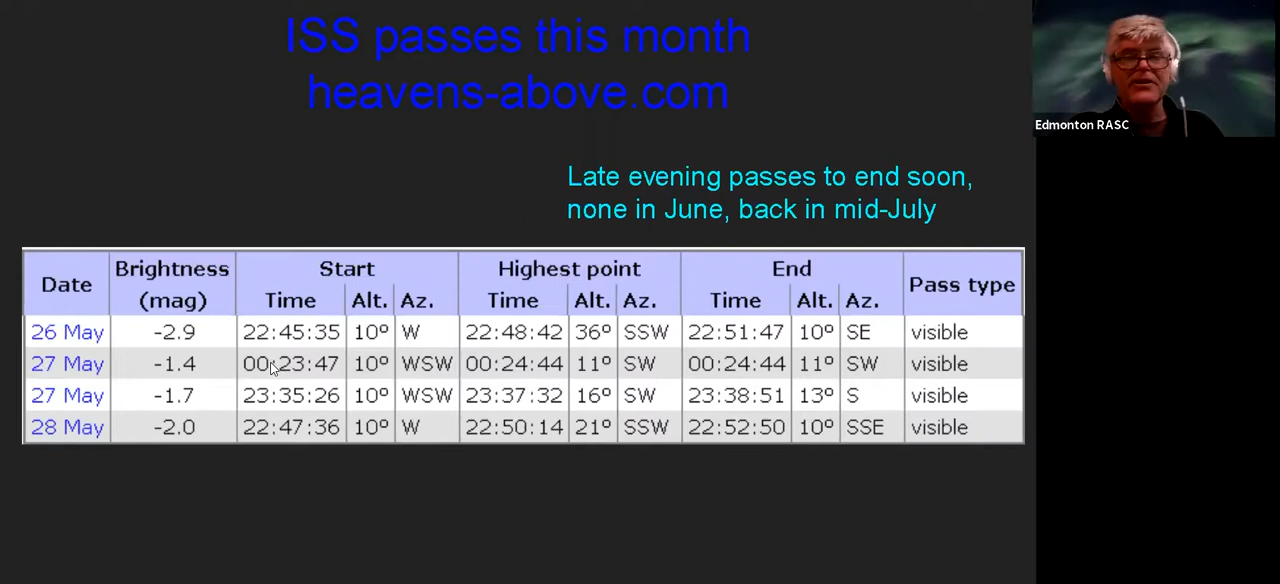 ISS passes this month
heavens-above.com
Edmonton RASC
Late evening passes to end soon,
none in June, back in mid-July
Date Brightness (mag) Start Highest point End Pass type
Time Alt. Az. Time Alt. Az. Time Alt. Az.
26 May -2.9 22:45:35 10° W 22:48:42 36° SSW 22:51:47 10° SE visible
27 May -1.4 00:23:47 10° WSW 00:24:44 11° SW 00:24:44 11° SW visible
27 May -1.7 23:35:26 10° WSW 23:37:32 16° SW 23:38:51 13° S visible
28 May -2.0 22:47:36 10° W 22:50:14 21° SSW 22:52:50 10° SSE visible